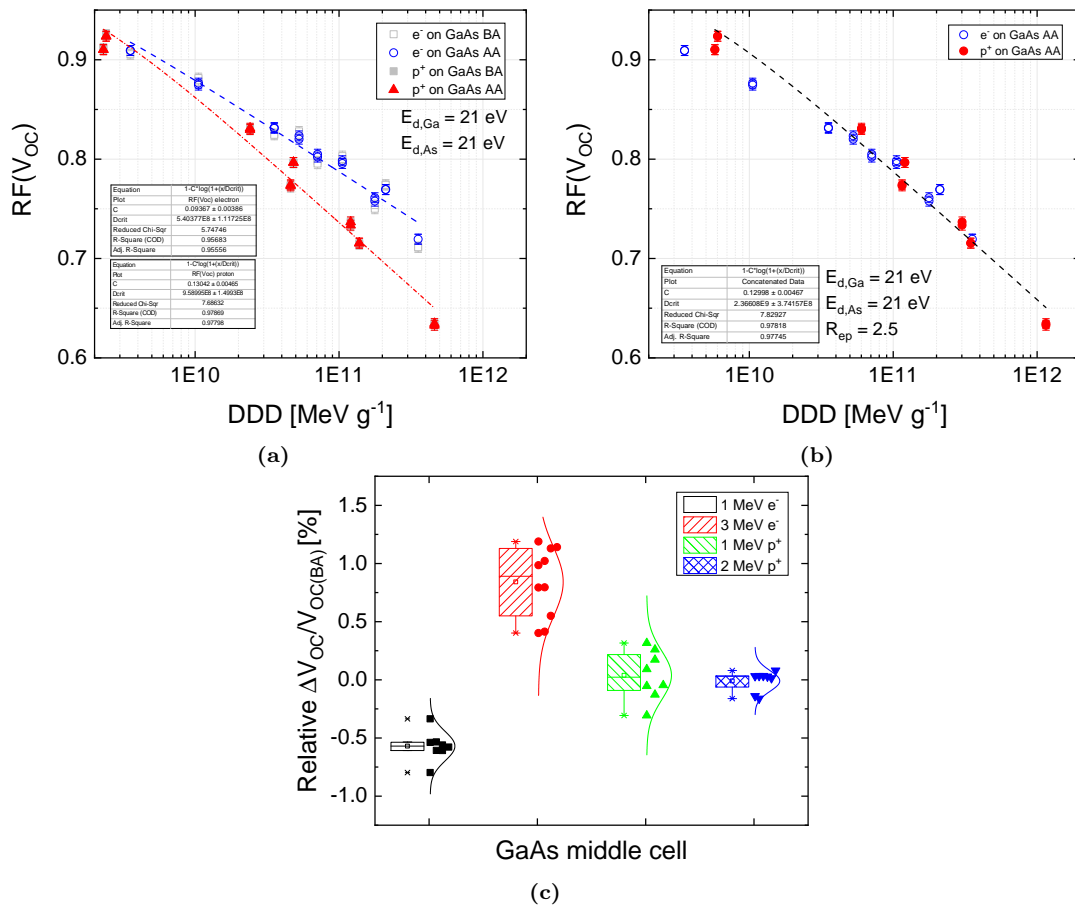 e⁻ on GaAs BA
e⁻ on GaAs AA
p⁺ on GaAs BA
p⁺ on GaAs AA
E_d,Ga = 21 eV
E_d,As = 21 eV
Equation 1-C*log(1+(x/Dcrit))
Plot RF(Voc) electron
C 0.09367 ± 0.00386
Dcrit 5.40377E8 ± 1.11725E8
Reduced Chi-Sqr 5.74746
R-Square (COD) 0.95683
Adj. R-Square 0.95556
Equation 1-C*log(1+(x/Dcrit))
Plot RF(Voc) proton
C 0.13042 ± 0.00465
Dcrit 9.58995E8 ± 1.4993E8
Reduced Chi-Sqr 7.68632
R-Square (COD) 0.97869
Adj. R-Square 0.97798
RF(V_OC)
0.9
0.8
0.7
0.6
1E10 1E11 1E12
DDD [MeV g⁻¹]
(a)
e⁻ on GaAs AA
p⁺ on GaAs AA
Equation 1-C*log(1+(x/Dcrit))
Plot Concatenated Data
C 0.12998 ± 0.00467
Dcrit 2.36608E9 ± 3.74157E8
Reduced Chi-Sqr 7.82927
R-Square (COD) 0.97818
Adj. R-Square 0.97745
E_d,Ga = 21 eV
E_d,As = 21 eV
R_ep = 2.5
RF(V_OC)
0.9
0.8
0.7
0.6
1E10 1E11 1E12
DDD [MeV g⁻¹]
(b)
1 MeV e⁻
3 MeV e⁻
1 MeV p⁺
2 MeV p⁺
Relative ΔV_OC/V_OC(BA) [%]
1.5
1.0
0.5
0.0
-0.5
-1.0
GaAs middle cell
(c)